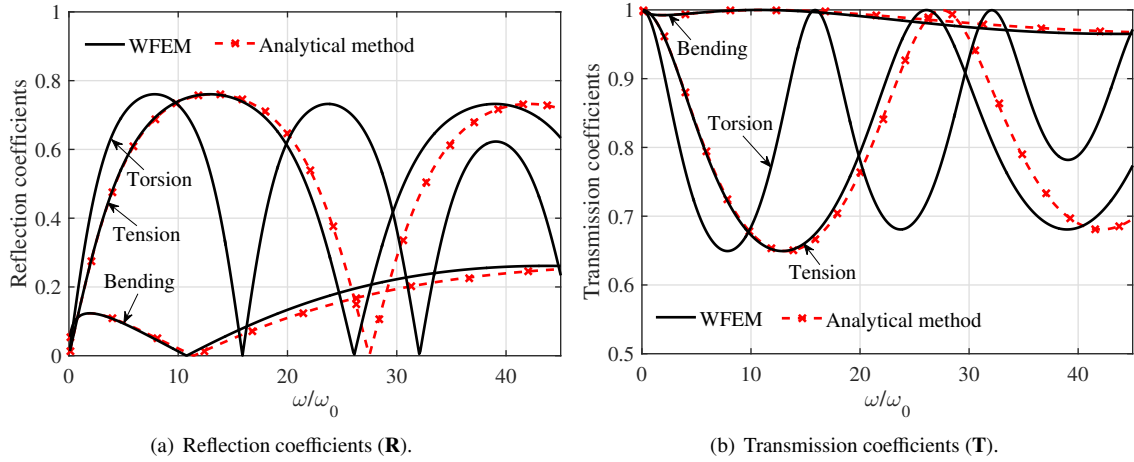 1
0.8
0.6
0.4
0.2
0
Reflection coefficients
WFEM
Analytical method
Torsion
Tension
Bending
0
10
20
30
40
ω/ω0
(a) Reflection coefficients (R).
1
0.9
0.8
0.7
0.6
0.5
Transmission coefficients
Bending
Torsion
Tension
WFEM
Analytical method
0
10
20
30
40
ω/ω0
(b) Transmission coefficients (T).